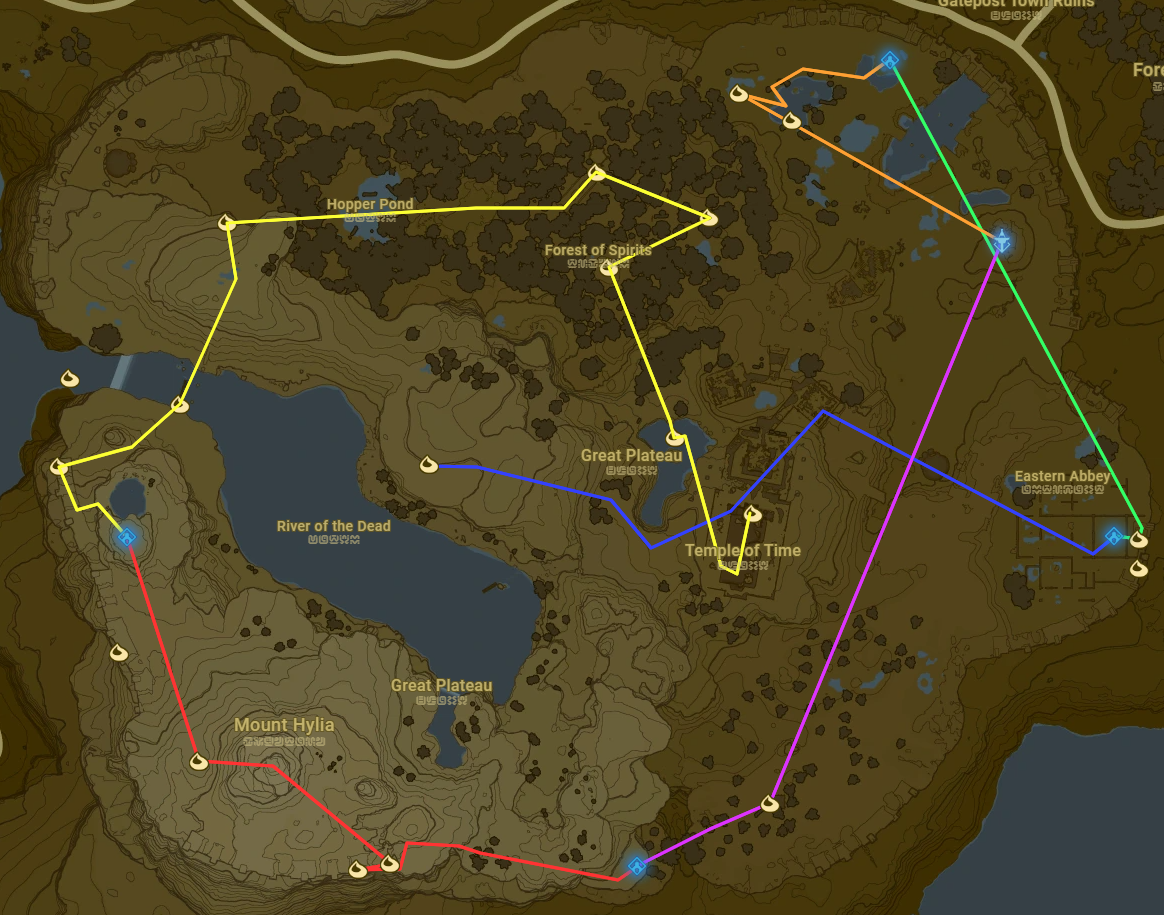 Gatepost Town Ruins
Fore
Hopper Pond
Forest of Spirits
Great Plateau
Eastern Abbey
River of the Dead
Temple of Time
Great Plateau
Mount Hylia